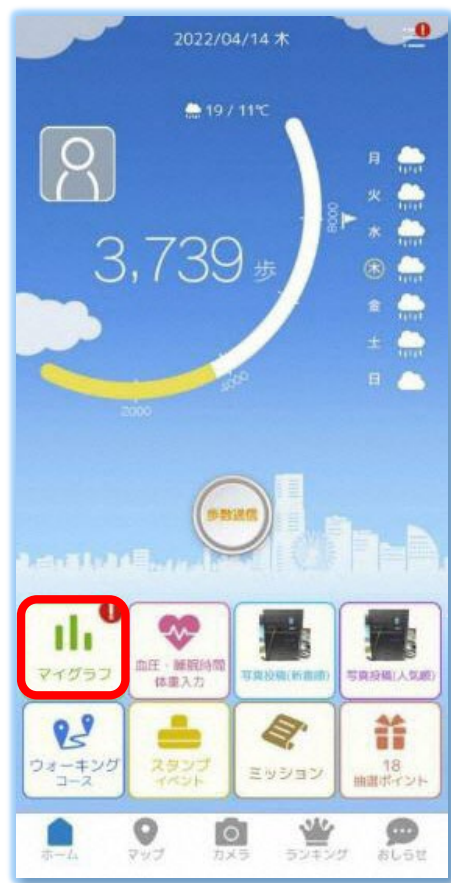 2022/04/14 木
!
19 / 11℃
月
火
水
木
金
土
日
8000
3,739 歩
4000
2000
歩数送信
!
マイグラフ
血圧・睡眠時間
体重入力
写真投稿(新着順)
写真投稿(人気順)
ウォーキング
コース
スタンプ
イベント
ミッション
18
抽選ポイント
ホーム
マップ
カメラ
ランキング
おしらせ